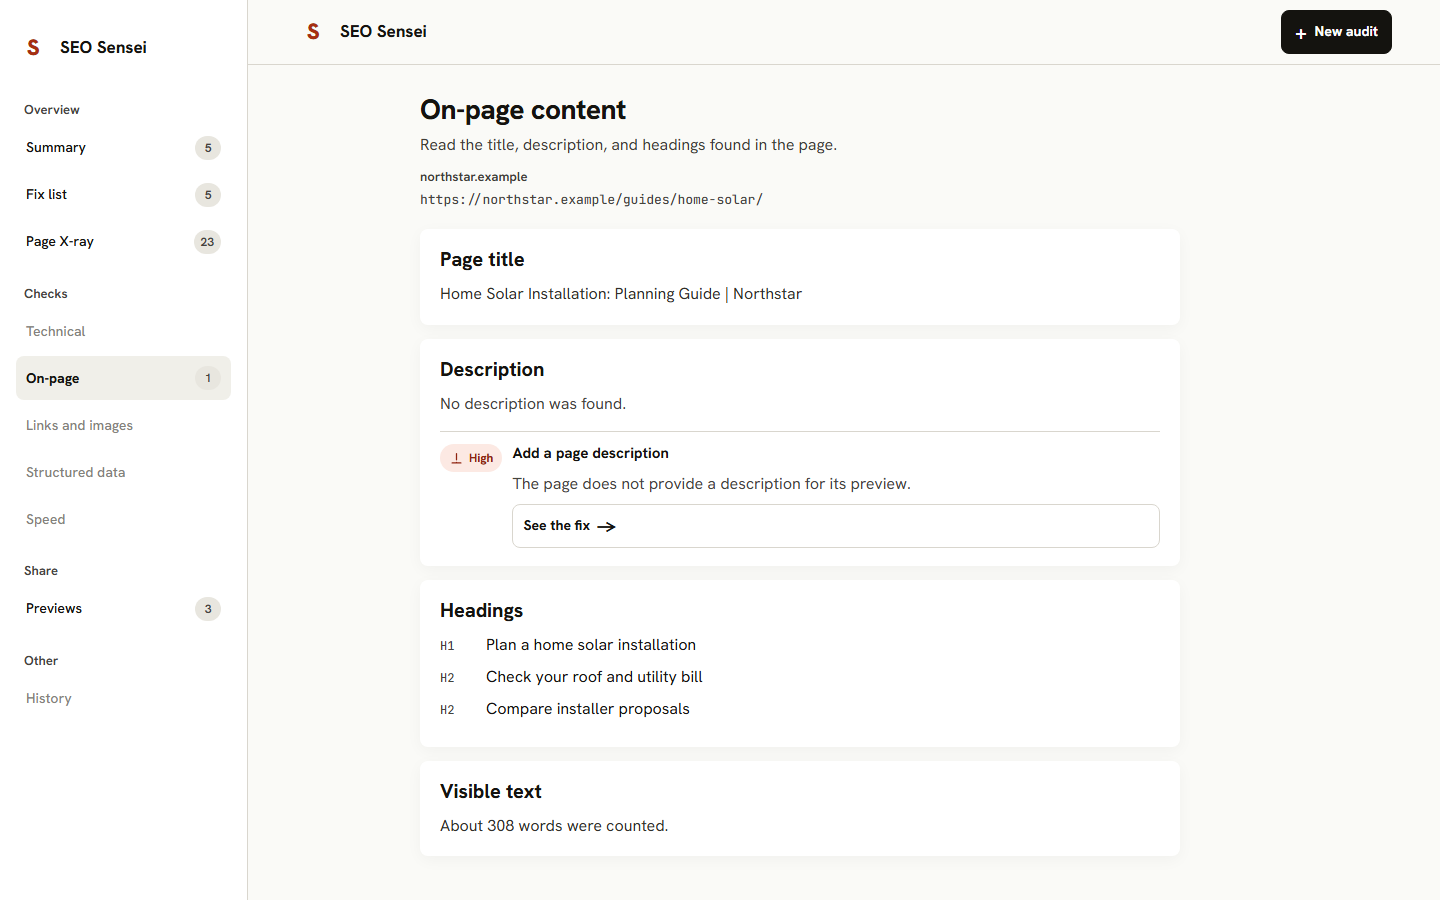 SEO Sensei
Overview
Summary 5
Fix list 5
Page X-ray 23
Checks
Technical
On-page 1
Links and images
Structured data
Speed
Share
Previews 3
Other
History
SEO Sensei
+ New audit
On-page content
Read the title, description, and headings found in the page.
northstar.example
https://northstar.example/guides/home-solar/
Page title
Home Solar Installation: Planning Guide | Northstar
Description
No description was found.
High
Add a page description
The page does not provide a description for its preview.
See the fix →
Headings
H1 Plan a home solar installation
H2 Check your roof and utility bill
H2 Compare installer proposals
Visible text
About 308 words were counted.